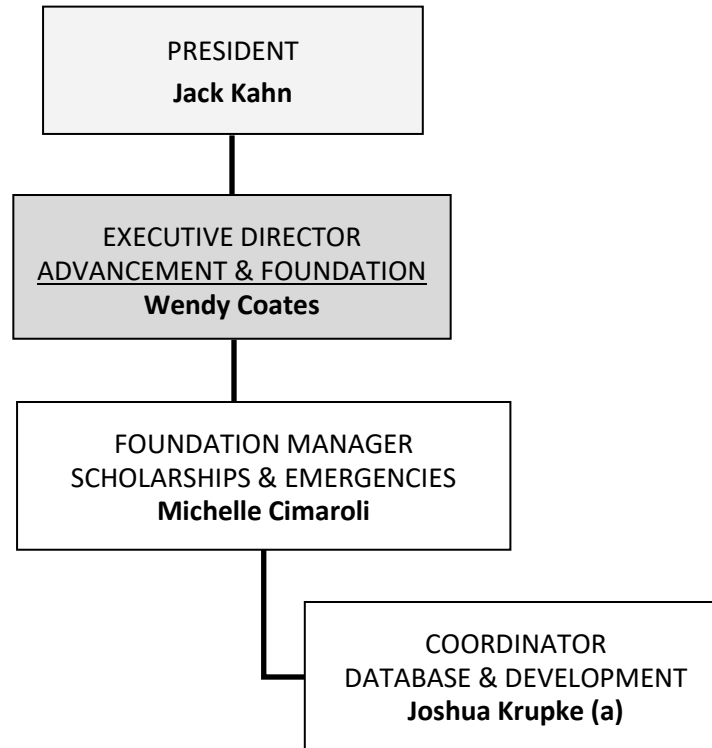 PRESIDENT
Jack Kahn
EXECUTIVE DIRECTOR
ADVANCEMENT & FOUNDATION
Wendy Coates
FOUNDATION MANAGER
SCHOLARSHIPS & EMERGENCIES
Michelle Cimaroli
COORDINATOR
DATABASE & DEVELOPMENT
Joshua Krupke (a)